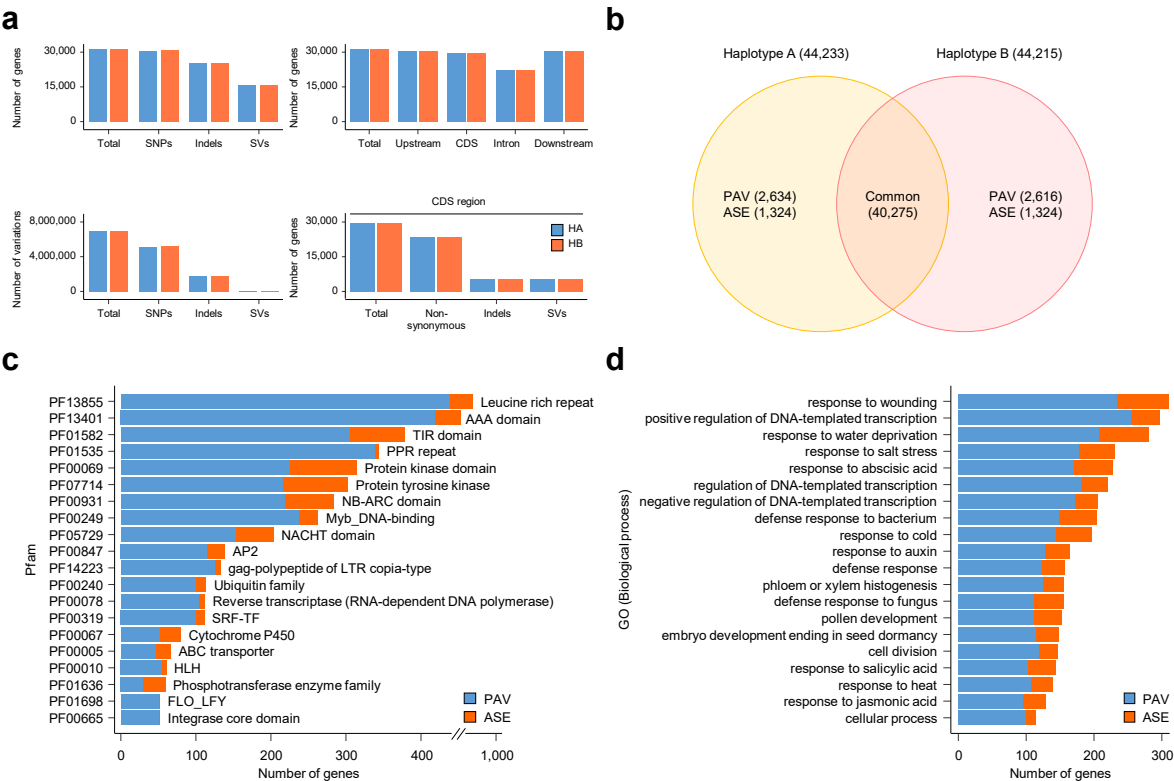 a
Number of genes
30,000
15,000
0
Total
SNPs
Indels
SVs
Number of genes
30,000
15,000
0
Total
Upstream
CDS
Intron
Downstream
Number of variations
8,000,000
4,000,000
0
Total
SNPs
Indels
SVs
CDS region
Number of genes
30,000
15,000
0
HA
HB
Total
Non-
synonymous
Indels
SVs
b
Haplotype A (44,233)
Haplotype B (44,215)
PAV (2,634)
ASE (1,324)
Common
(40,275)
PAV (2,616)
ASE (1,324)
c
Pfam
PF13855
Leucine rich repeat
PF13401
AAA domain
PF01582
TIR domain
PF01535
PPR repeat
PF00069
Protein kinase domain
PF07714
Protein tyrosine kinase
PF00931
NB-ARC domain
PF00249
Myb_DNA-binding
PF05729
NACHT domain
PF00847
AP2
PF14223
gag-polypeptide of LTR copia-type
PF00240
Ubiquitin family
PF00078
Reverse transcriptase (RNA-dependent DNA polymerase)
PF00319
SRF-TF
PF00067
Cytochrome P450
PF00005
ABC transporter
PF00010
HLH
PF01636
Phosphotransferase enzyme family
PF01698
FLO_LFY
PF00665
Integrase core domain
PAV
ASE
0
100
200
300
400
1,000
Number of genes
d
GO (Biological process)
response to wounding
positive regulation of DNA-templated transcription
response to water deprivation
response to salt stress
response to abscisic acid
regulation of DNA-templated transcription
negative regulation of DNA-templated transcription
defense response to bacterium
response to cold
response to auxin
defense response
phloem or xylem histogenesis
defense response to fungus
pollen development
embryo development ending in seed dormancy
cell division
response to salicylic acid
response to heat
response to jasmonic acid
cellular process
PAV
ASE
0
100
200
300
Number of genes